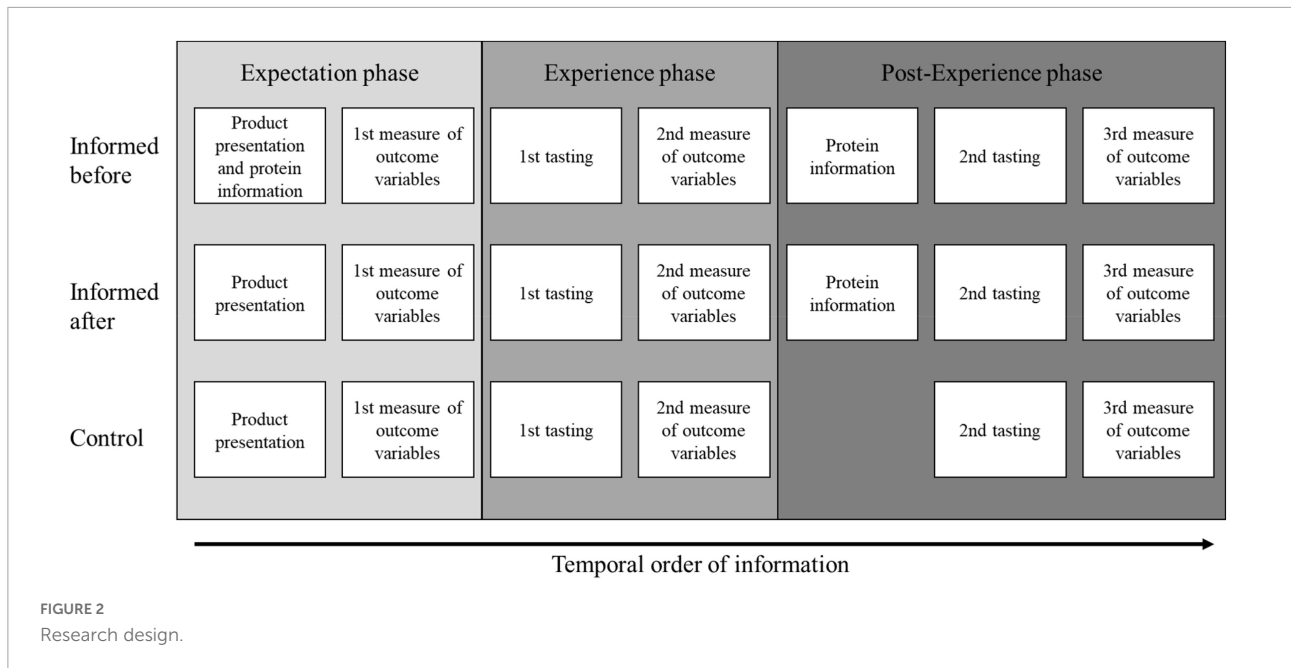 Expectation phase
Experience phase
Post-Experience phase
Informed
before
Product
presentation
and protein
information
1st measure of
outcome
variables
1st tasting
2nd measure
of outcome
variables
Protein
information
2nd tasting
3rd measure
of outcome
variables
Informed
after
Product
presentation
1st measure of
outcome
variables
1st tasting
2nd measure
of outcome
variables
Protein
information
2nd tasting
3rd measure
of outcome
variables
Control
Product
presentation
1st measure of
outcome
variables
1st tasting
2nd measure
of outcome
variables
2nd tasting
3rd measure
of outcome
variables
Temporal order of information
FIGURE 2
Research design.